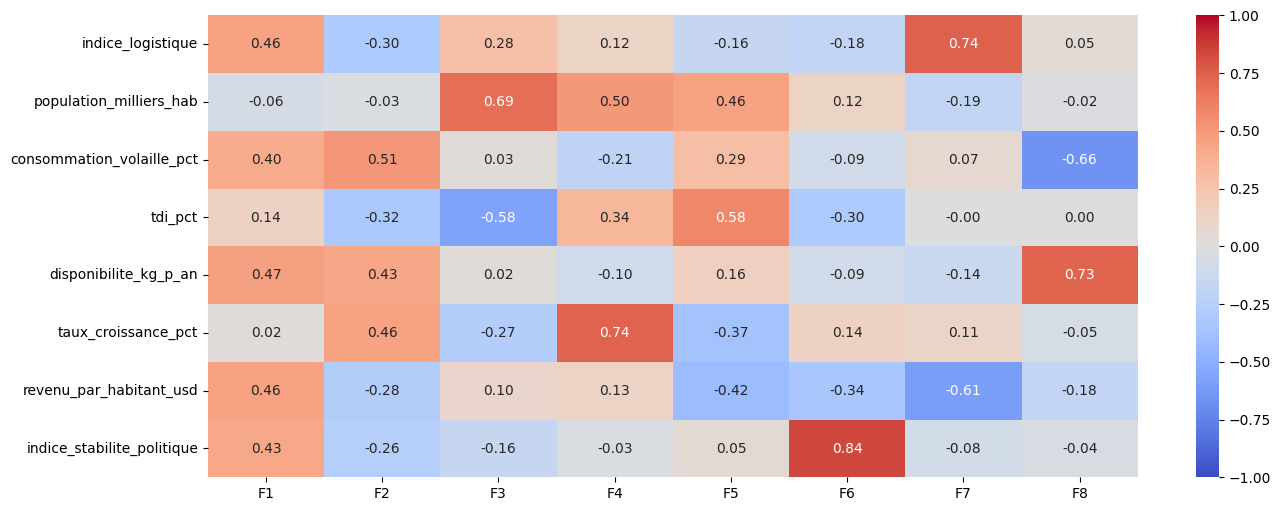 indice_logistique 0.46 -0.30 0.28 0.12 -0.16 -0.18 0.74 0.05
population_milliers_hab -0.06 -0.03 0.69 0.50 0.46 0.12 -0.19 -0.02
consommation_volaille_pct 0.40 0.51 0.03 -0.21 0.29 -0.09 0.07 -0.66
tdi_pct 0.14 -0.32 -0.58 0.34 0.58 -0.30 -0.00 0.00
disponibilite_kg_p_an 0.47 0.43 0.02 -0.10 0.16 -0.09 -0.14 0.73
taux_croissance_pct 0.02 0.46 -0.27 0.74 -0.37 0.14 0.11 -0.05
revenu_par_habitant_usd 0.46 -0.28 0.10 0.13 -0.42 -0.34 -0.61 -0.18
indice_stabilite_politique 0.43 -0.26 -0.16 -0.03 0.05 0.84 -0.08 -0.04
F1 F2 F3 F4 F5 F6 F7 F8
1.00
0.75
0.50
0.25
0.00
-0.25
-0.50
-0.75
-1.00